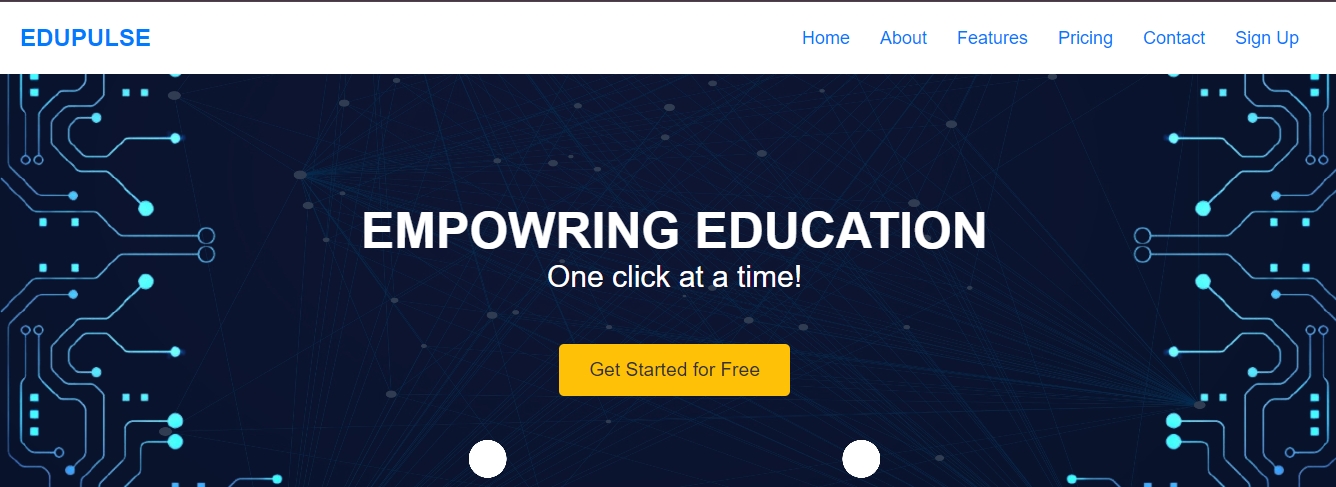 EDUPULSE Home About Features Pricing Contact Sign Up
EMPOWRING EDUCATION
One click at a time!
Get Started for Free